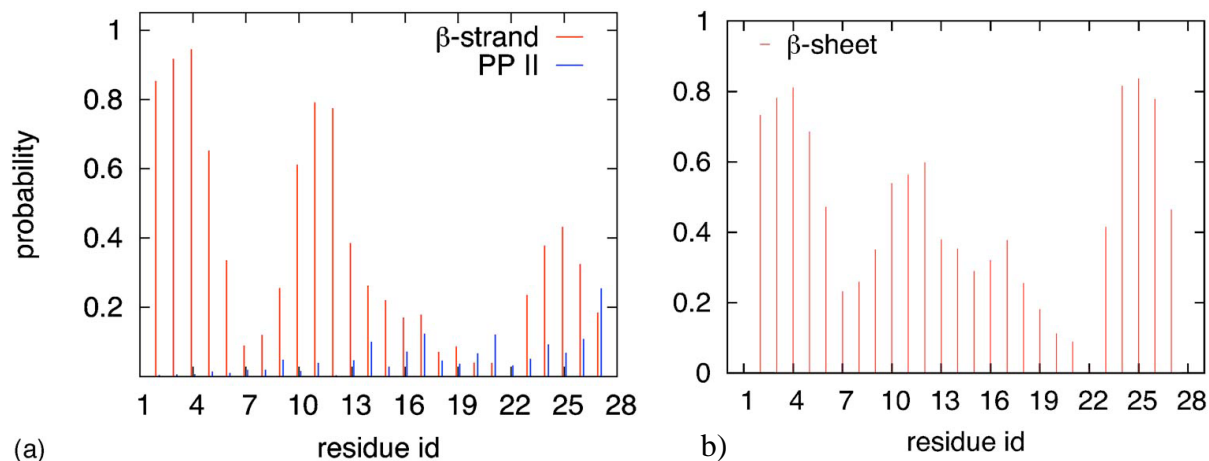 1
0.8
0.6
0.4
0.2
probability
β-strand
PP II
1 4 7 10 13 16 19 22 25 28
residue id
(a)
1
0.8
0.6
0.4
0.2
0
β-sheet
1 4 7 10 13 16 19 22 25 28
residue id
b)